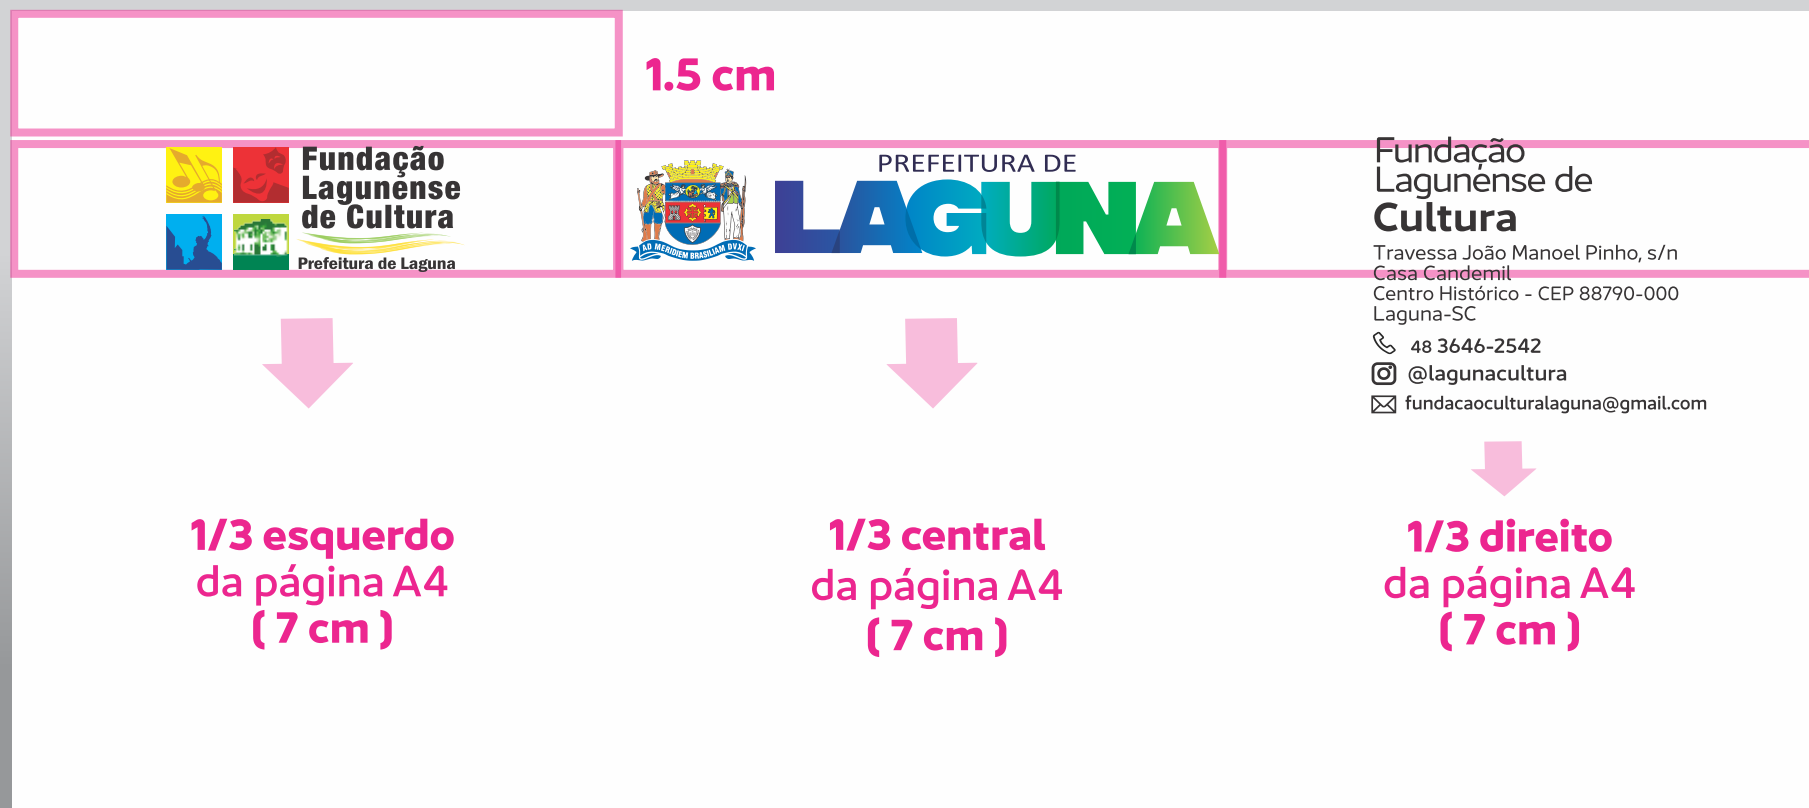 1.5 cm
Fundação
Lagunense
de Cultura
Prefeitura de Laguna
AD MERIDIEM BRASILIAM DVXI
PREFEITURA DE
LAGUNA
Fundação
Lagunense de
Cultura
Travessa João Manoel Pinho, s/n
Casa Candemil
Centro Histórico - CEP 88790-000
Laguna-SC
48 3646-2542
@lagunacultura
fundacaoculturalaguna@gmail.com
1/3 esquerdo
da página A4
( 7 cm )
1/3 central
da página A4
( 7 cm )
1/3 direito
da página A4
( 7 cm )